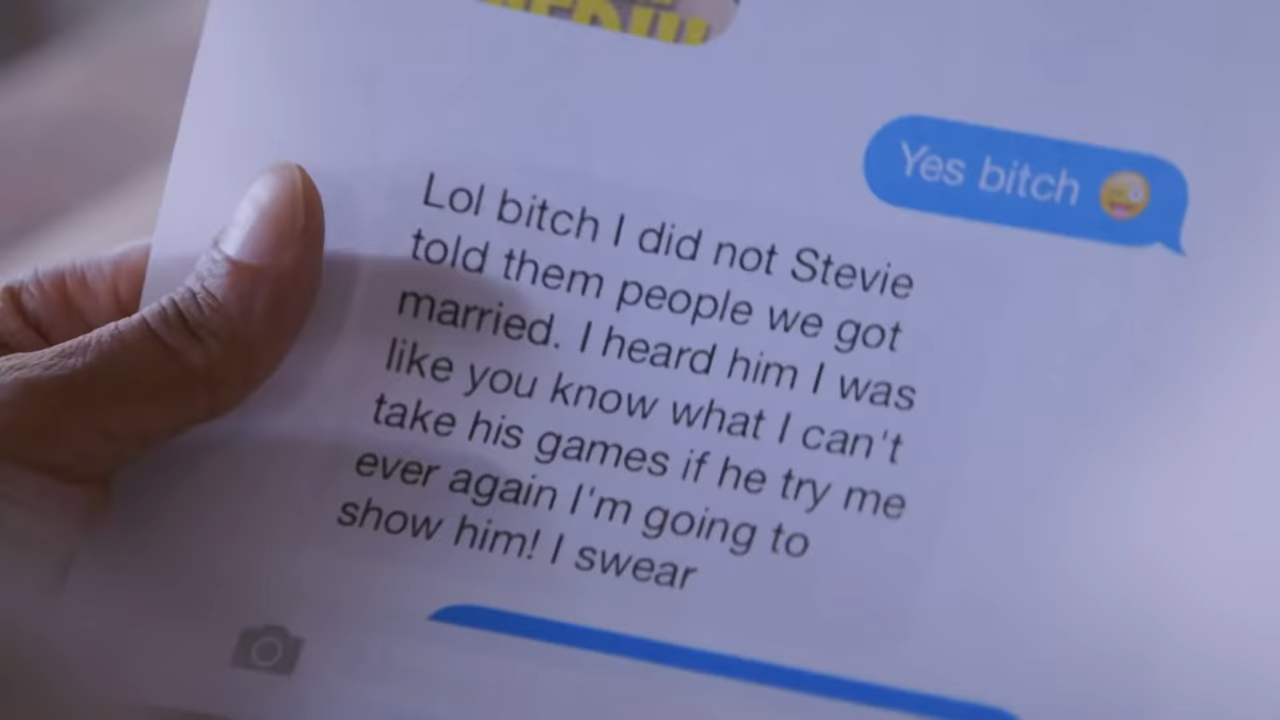 Yes bitch 😜
Lol bitch I did not Stevie
told them people we got
married. I heard him I was
like you know what I can't
take his games if he try me
ever again I'm going to
show him! I swear